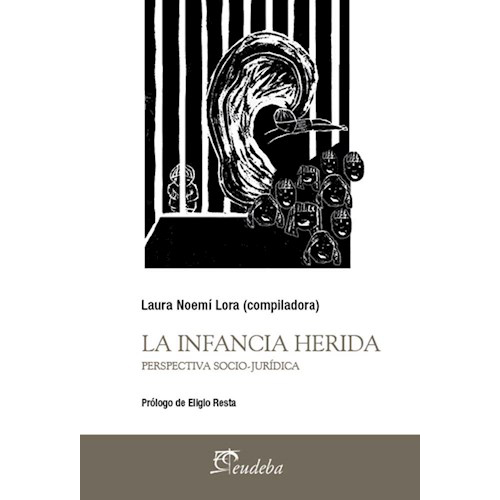 Laura Noemí Lora (compiladora)
LA INFANCIA HERIDA
PERSPECTIVA SOCIO-JURÍDICA
Prólogo de Eligio Resta
Eudeba